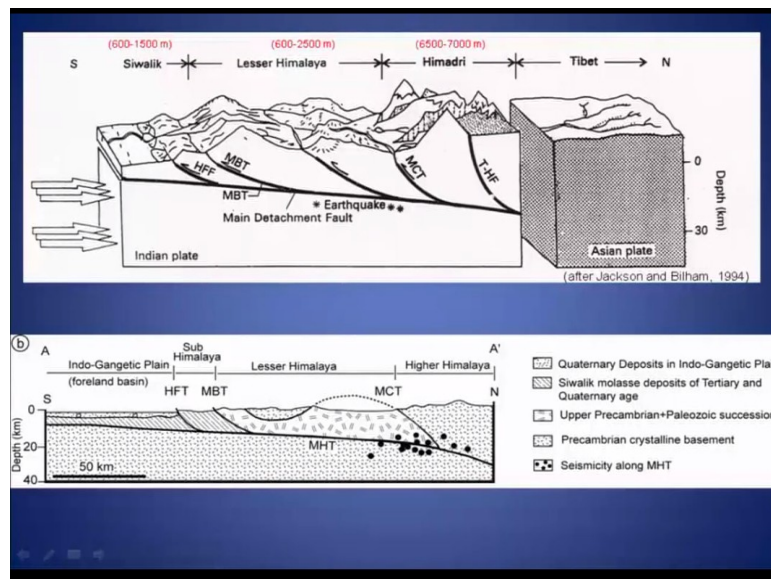 (600-1500 m) (600-2500 m) (6500-7000 m)
S Siwalik Lesser Himalaya Himadri Tibet N
HFF MBT MCT T-HF
MBT
Main Detachment Fault
* Earthquake **
Indian plate
Asian plate
0
30
Depth (km)
(after Jackson and Bilham, 1994)
b
A A'
Indo-Gangetic Plain Sub Himalaya Lesser Himalaya Higher Himalaya
(foreland basin)
HFT MBT MCT
S N
0
20
40
Depth (km)
MHT
50 km
Quaternary Deposits in Indo-Gangetic Pla
Siwalik molasse deposits of Tertiary and
Quaternary age
Upper Precambrian+Paleozoic succession
Precambrian crystalline basement
Seismicity along MHT